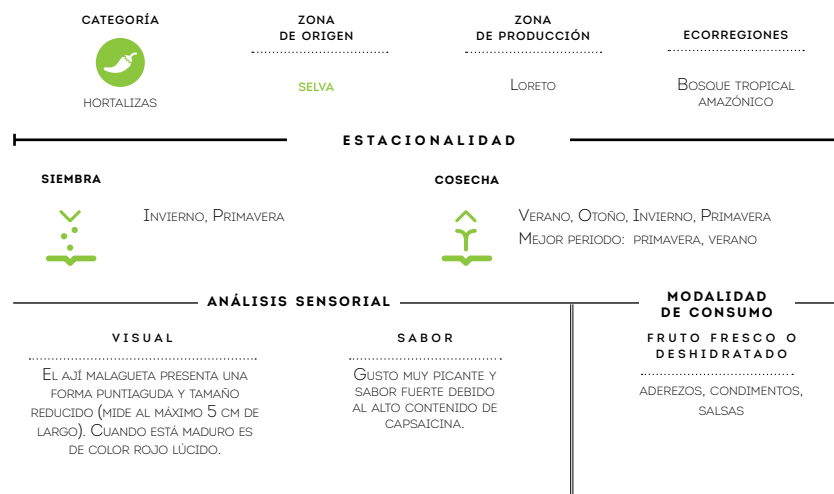 CATEGORÍA
HORTALIZAS
ZONA
DE ORIGEN
SELVA
ZONA
DE PRODUCCIÓN
LORETO
ECORREGIONES
BOSQUE TROPICAL
AMAZÓNICO
ESTACIONALIDAD
SIEMBRA
INVIERNO, PRIMAVERA
COSECHA
VERANO, OTOÑO, INVIERNO, PRIMAVERA
MEJOR PERIODO: PRIMAVERA, VERANO
ANÁLISIS SENSORIAL
VISUAL
EL AJÍ MALAGUETA PRESENTA UNA
FORMA PUNTIAGUDA Y TAMAÑO
REDUCIDO (MIDE AL MÁXIMO 5 CM DE
LARGO). CUANDO ESTÁ MADURO ES
DE COLOR ROJO LÚCIDO.
SABOR
GUSTO MUY PICANTE Y
SABOR FUERTE DEBIDO
AL ALTO CONTENIDO DE
CAPSAICINA.
MODALIDAD
DE CONSUMO
FRUTO FRESCO O
DESHIDRATADO
ADEREZOS, CONDIMENTOS,
SALSAS